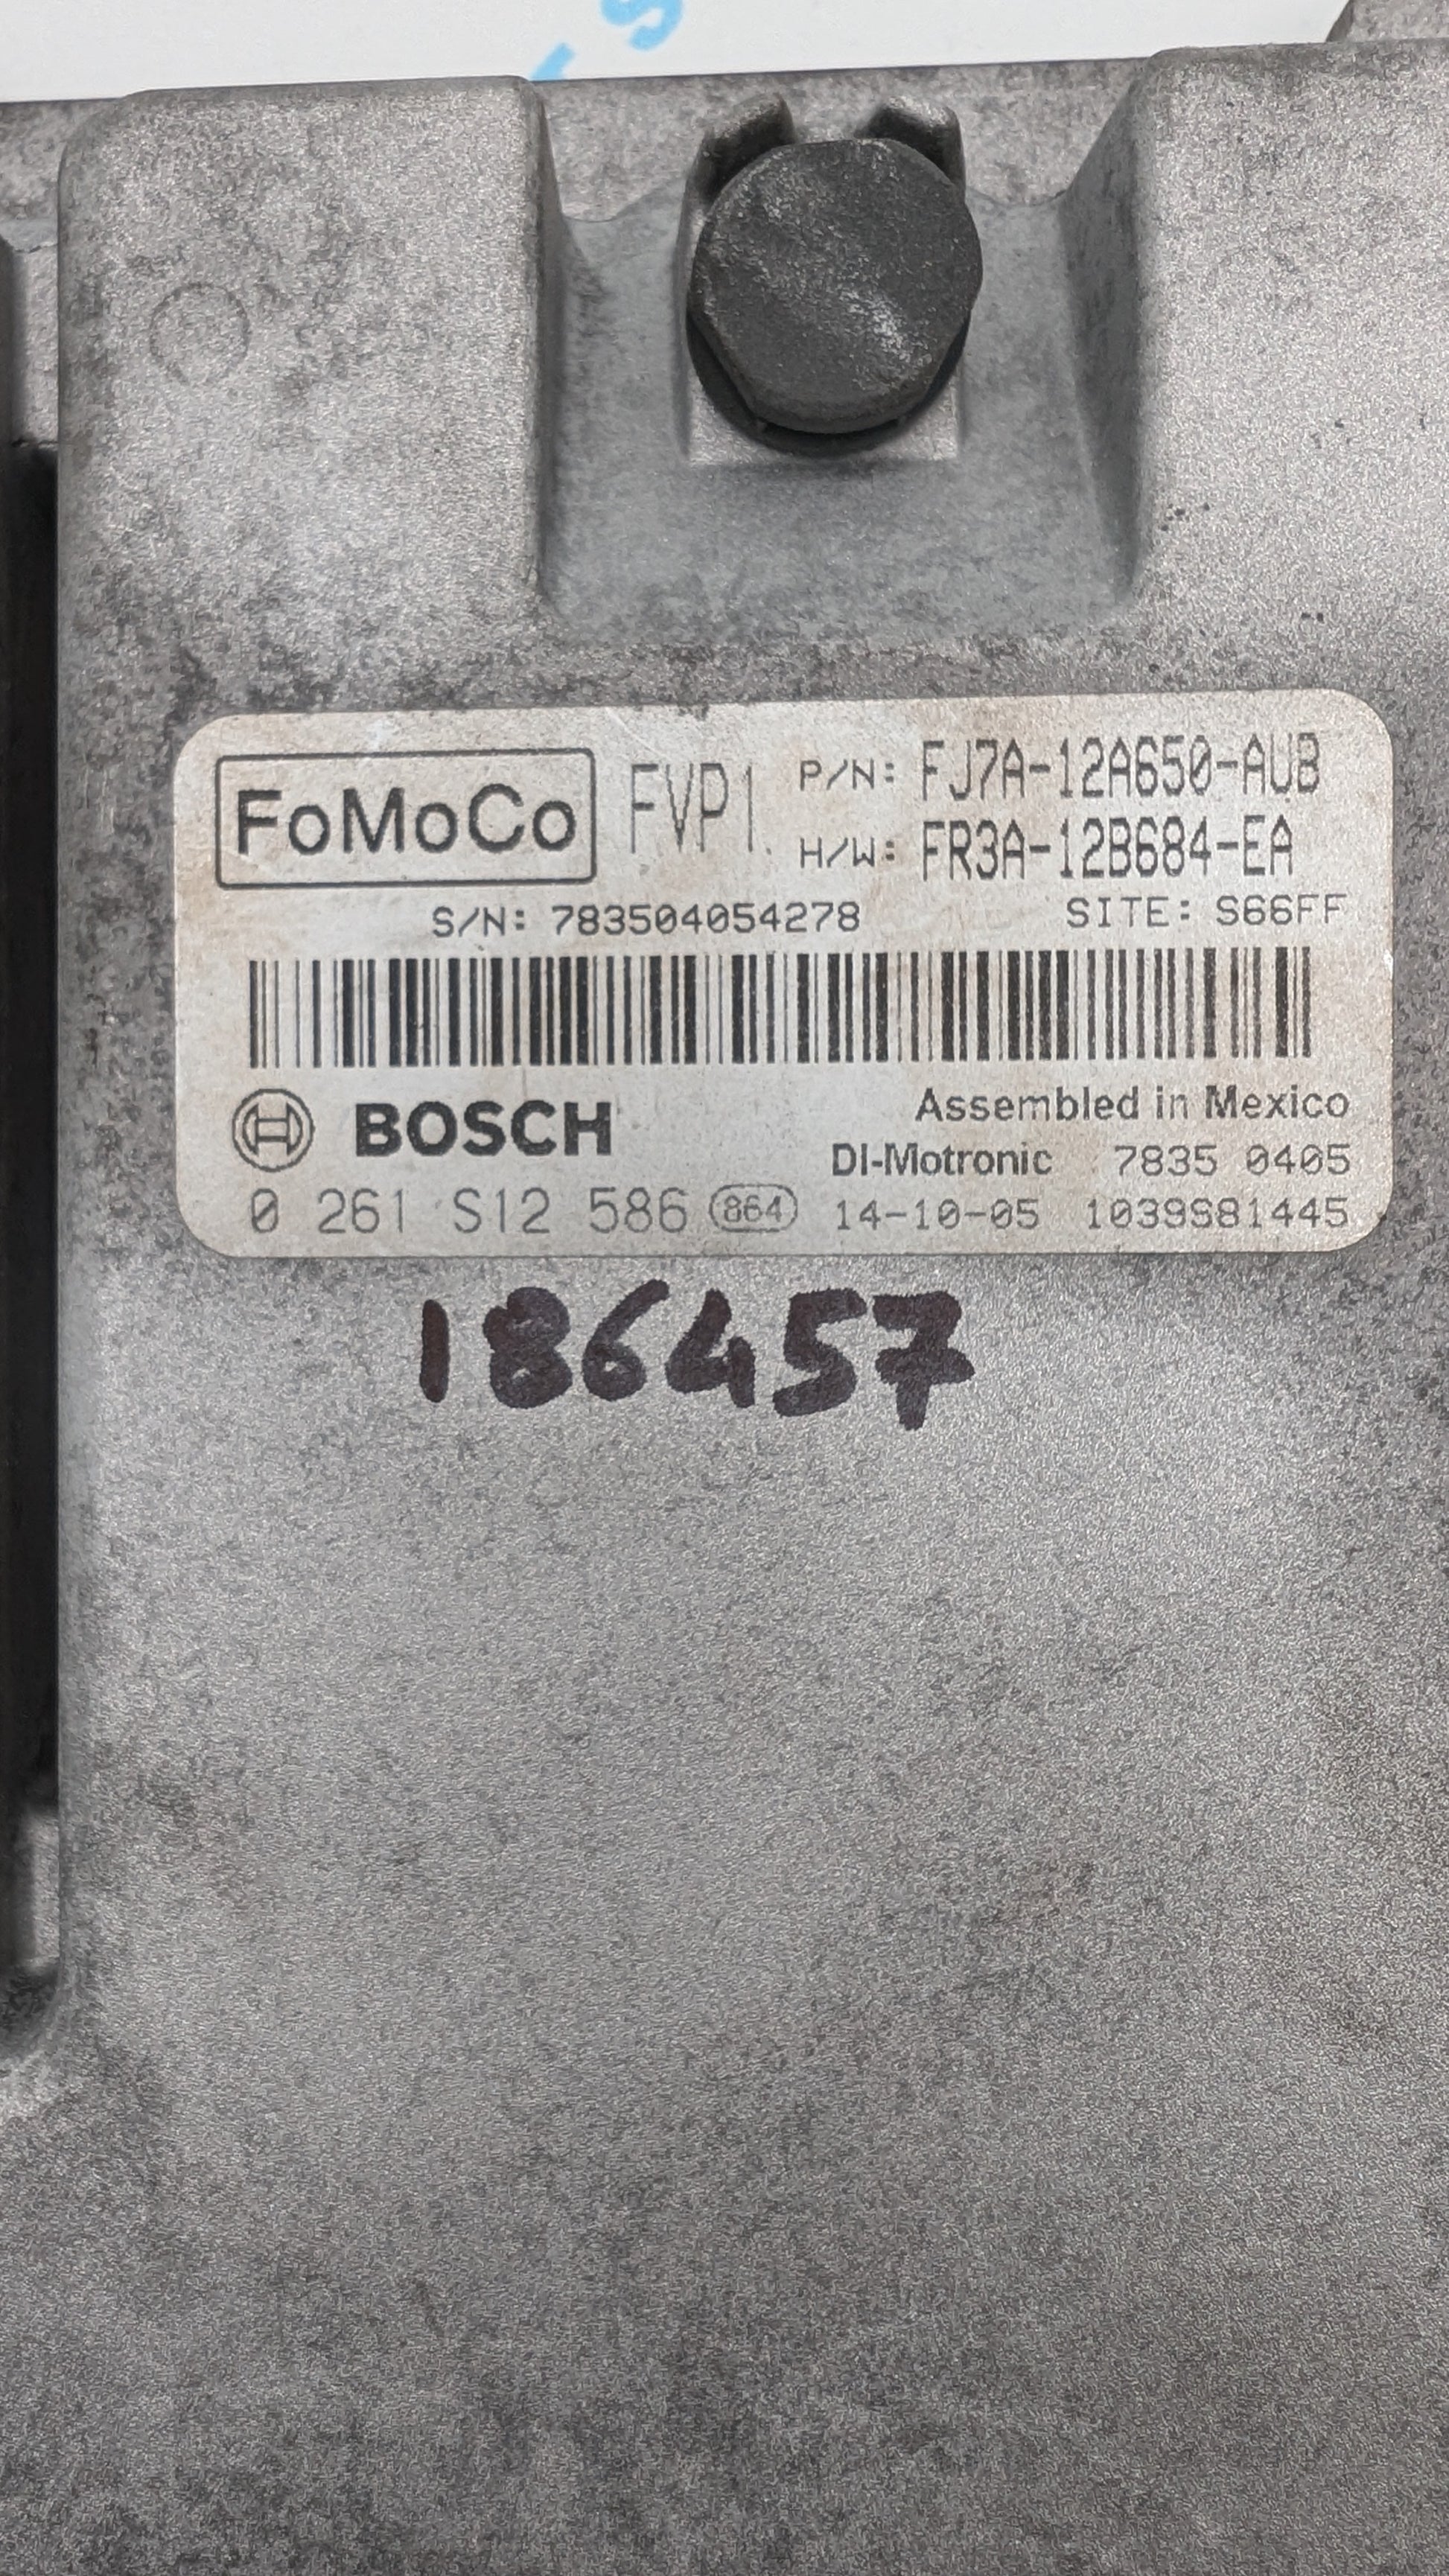 FoMoCo FVP1. P/N: FJ7A-12A650-AUB
H/W: FR3A-12B684-EA
S/N: 783504054278 SITE: S66FF
BOSCH Assembled in Mexico
DI-Motronic 7835 0405
0 261 S12 586 864 14-10-05 1039S81445
186457